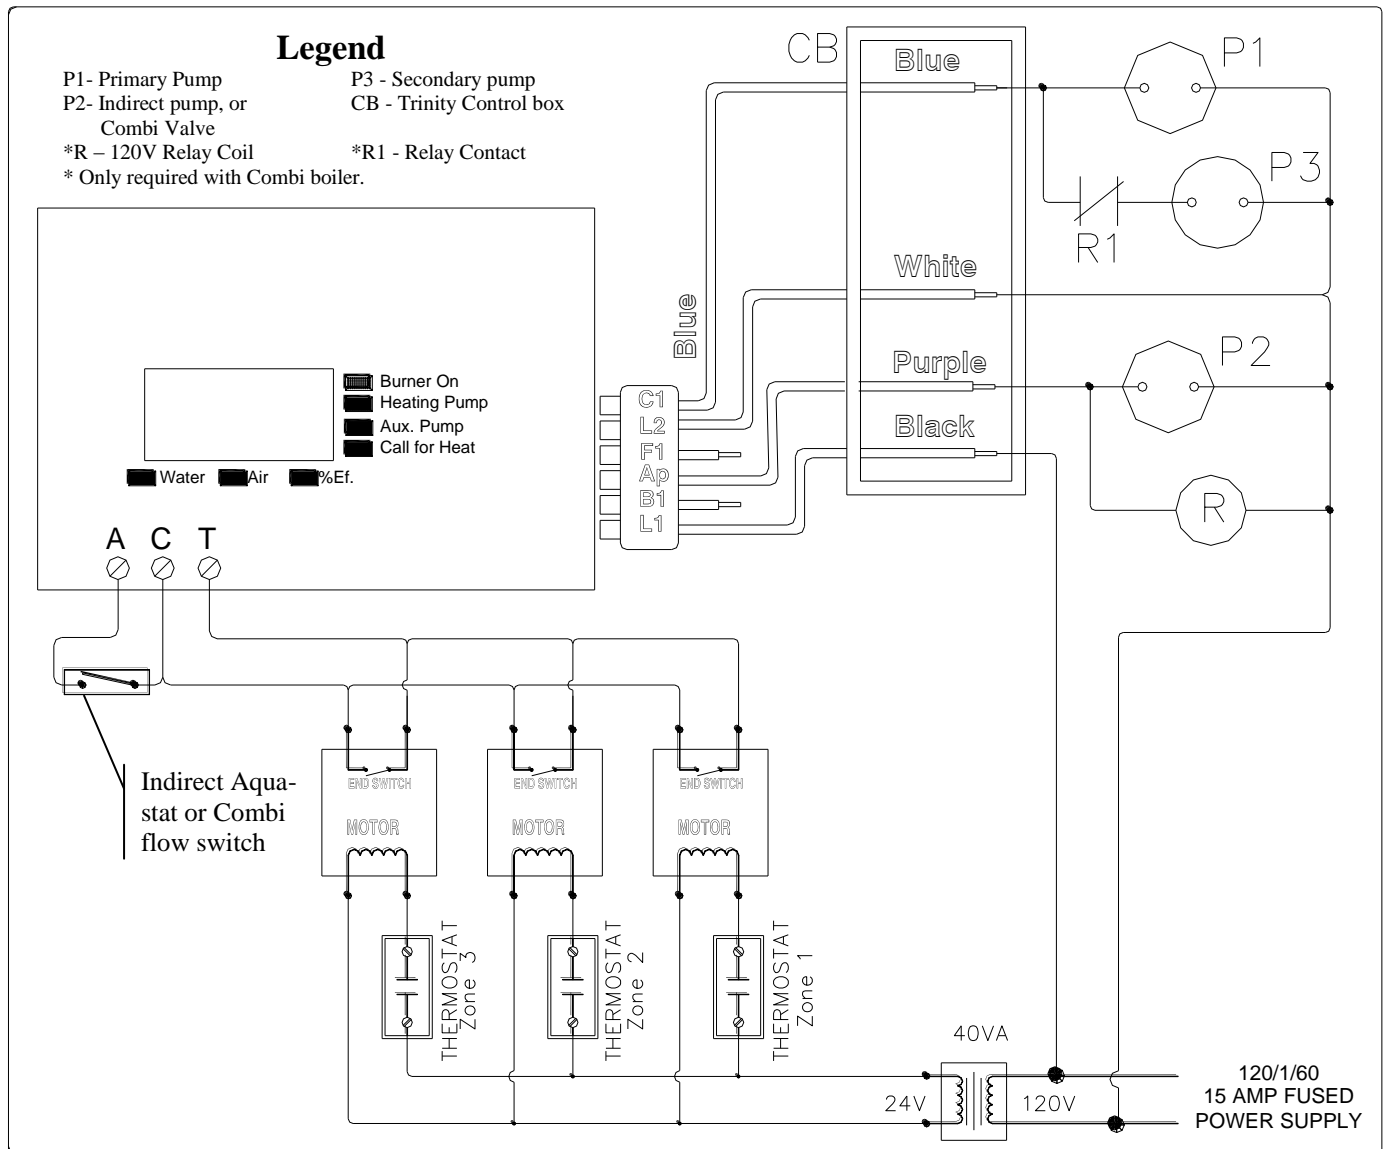 Legend
P1- Primary Pump
P3 - Secondary pump
P2- Indirect pump, or
Combi Valve
CB - Trinity Control box
*R – 120V Relay Coil
*R1 - Relay Contact
* Only required with Combi boiler.
CB
Blue
P1
P3
R1
White
Blue
Purple
P2
Black
R
C1
L2
F1
Ap
B1
L1
Burner On
Heating Pump
Aux. Pump
Call for Heat
Water
Air
%Ef.
A
C
T
Indirect Aqua-
stat or Combi
flow switch
END SWITCH
MOTOR
END SWITCH
MOTOR
END SWITCH
MOTOR
THERMOSTAT
Zone 3
THERMOSTAT
Zone 2
THERMOSTAT
Zone 1
40VA
24V
120V
120/1/60
15 AMP FUSED
POWER SUPPLY